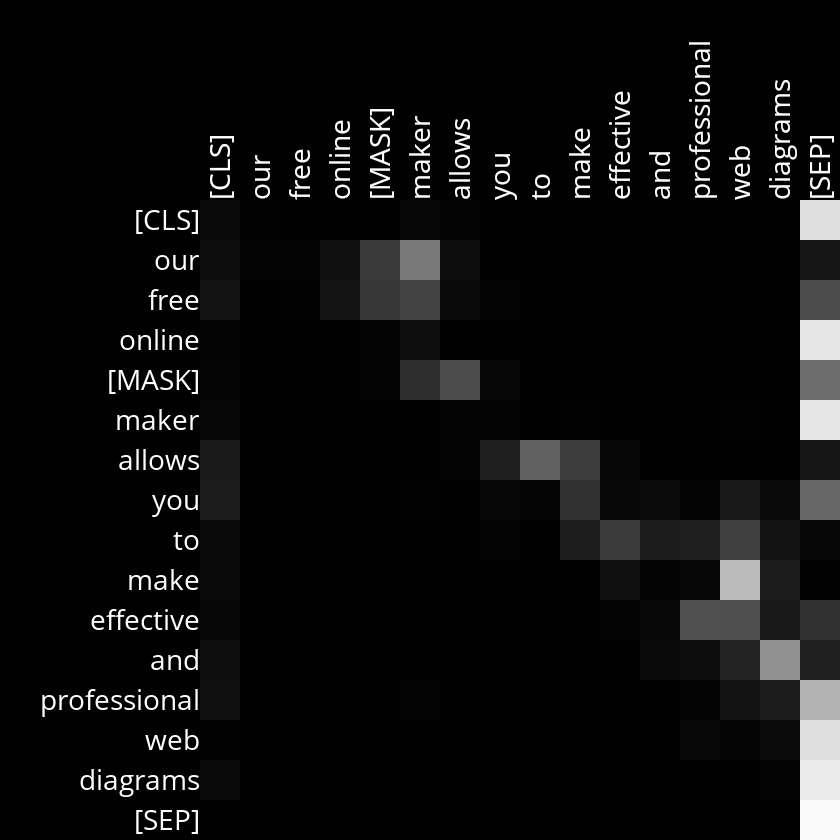 [CLS]
our
free
online
[MASK]
maker
allows
you
to
make
effective
and
professional
web
diagrams
[SEP]
[CLS]
our
free
online
[MASK]
maker
allows
you
to
make
effective
and
professional
web
diagrams
[SEP]